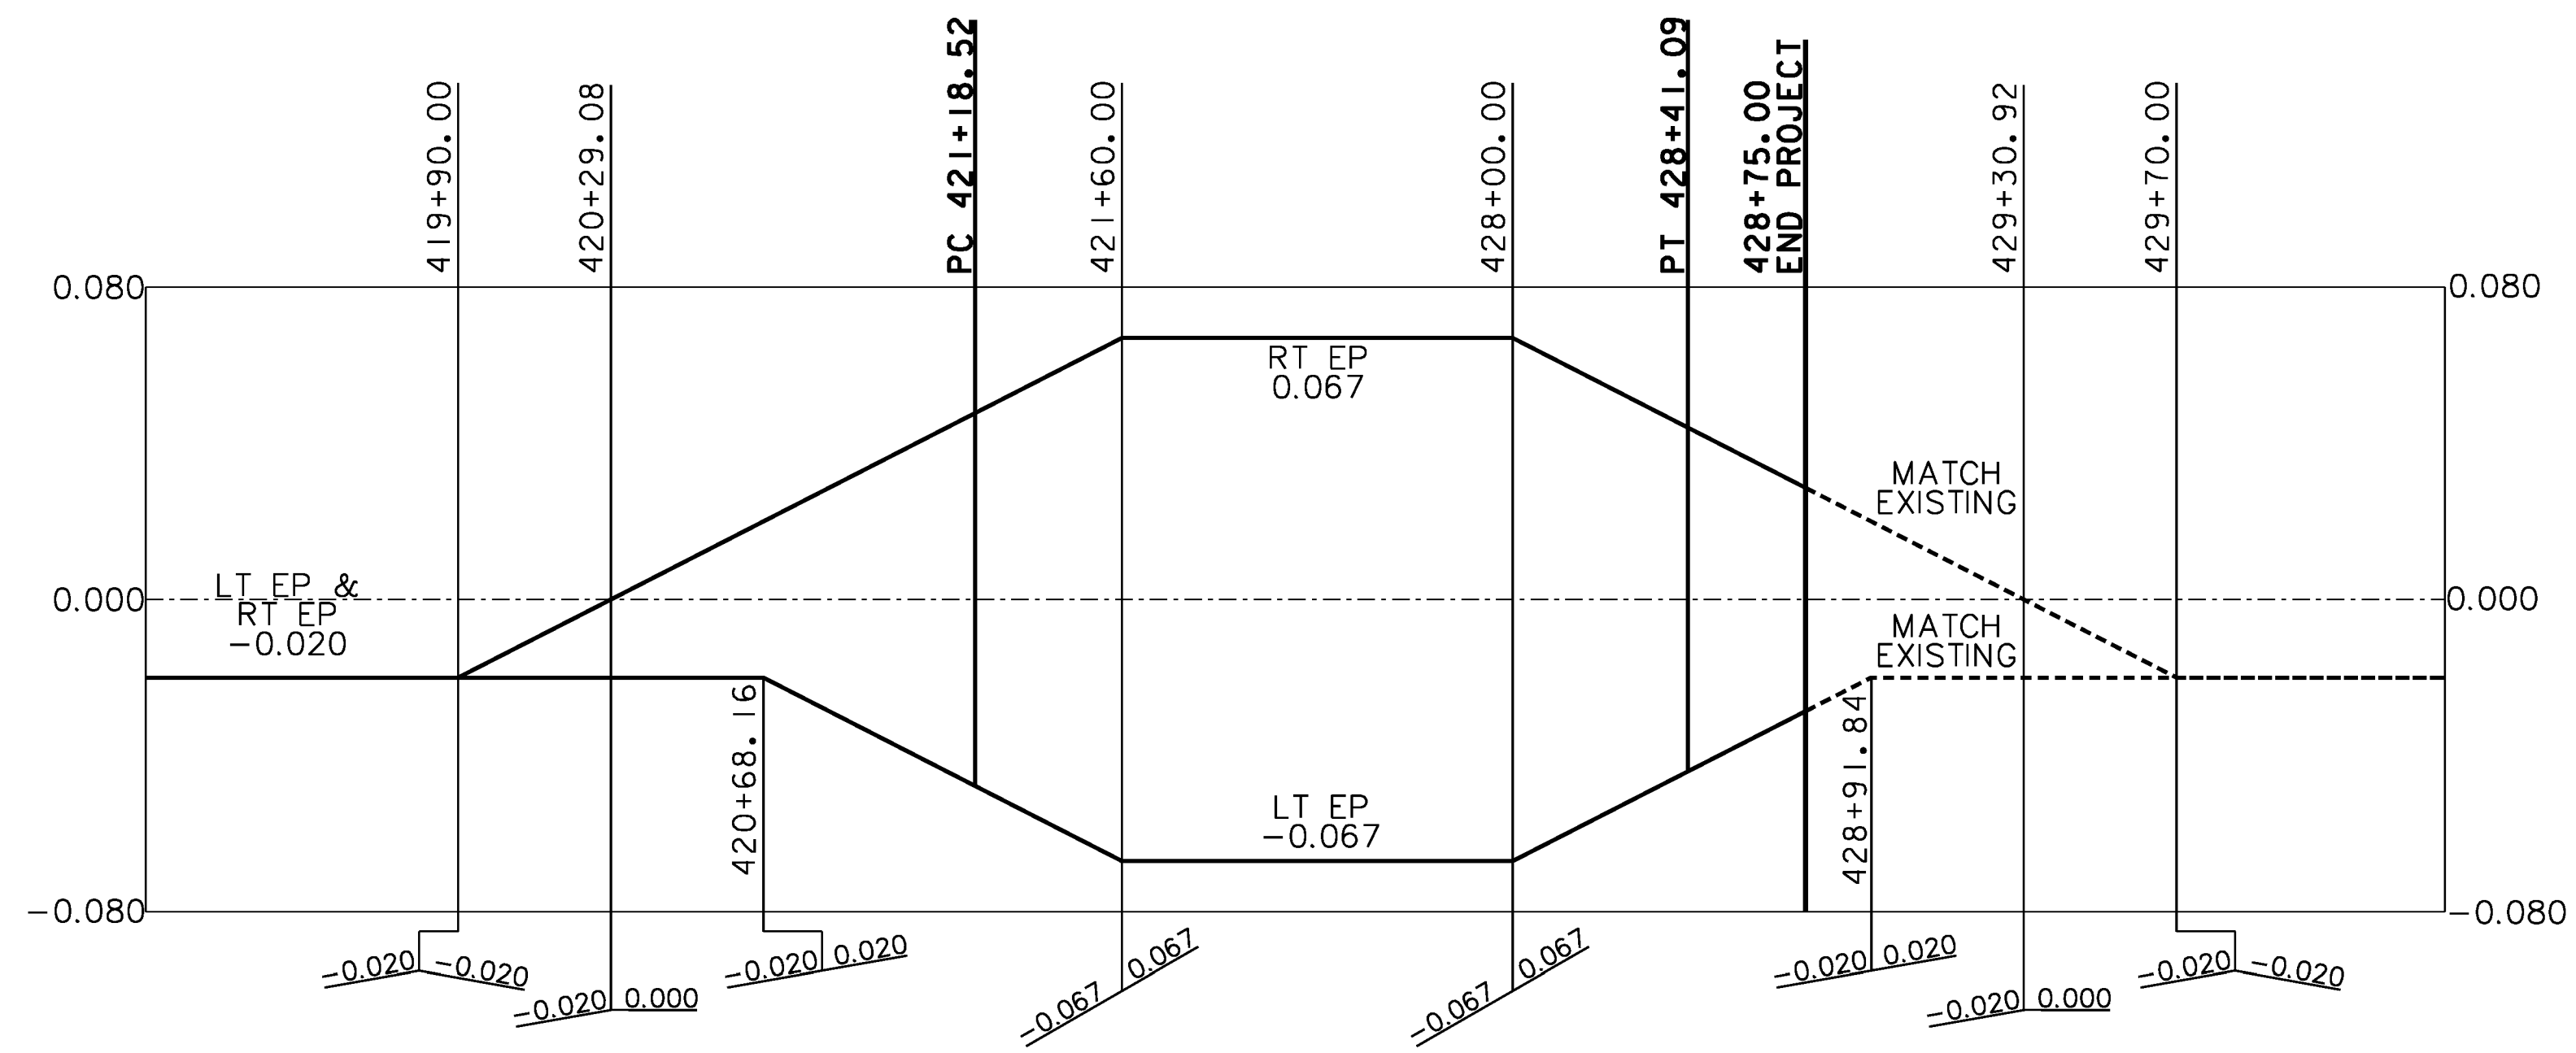 419+90.00
420+29.08
PC 421+18.52
421+60.00
428+00.00
PT 428+41.09
428+75.00
END PROJECT
429+30.92
429+70.00
0.080
0.080
RT EP
0.067
MATCH
EXISTING
LT EP &
RT EP
-0.020
0.000
0.000
MATCH
EXISTING
420+68.16
428+91.84
LT EP
-0.067
-0.080
-0.080
-0.020 -0.020
-0.020 0.000
-0.020 0.020
-0.067 0.067
-0.067 0.067
-0.020 0.020
-0.020 0.000
-0.020 -0.020